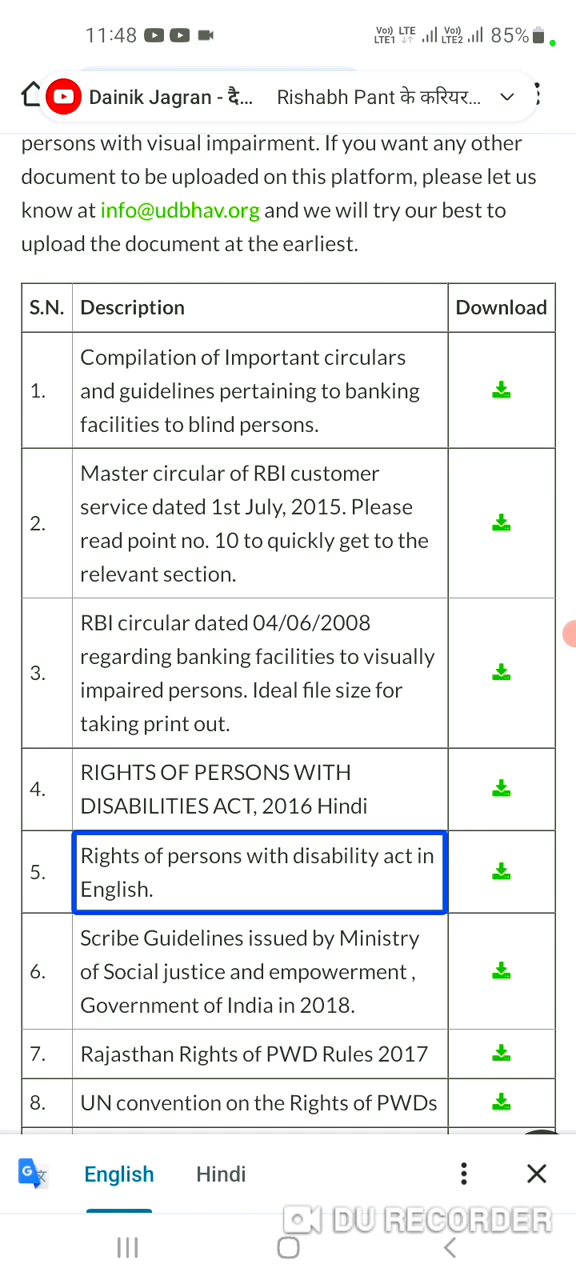 11:48
Vo)) LTE LTE1 Vo)) LTE2 85%
Dainik Jagran - दै... Rishabh Pant के करियर...
persons with visual impairment. If you want any other
document to be uploaded on this platform, please let us
know at info@udbhav.org and we will try our best to
upload the document at the earliest.
S.N. Description Download
1. Compilation of Important circulars
and guidelines pertaining to banking
facilities to blind persons.
2. Master circular of RBI customer
service dated 1st July, 2015. Please
read point no. 10 to quickly get to the
relevant section.
3. RBI circular dated 04/06/2008
regarding banking facilities to visually
impaired persons. Ideal file size for
taking print out.
4. RIGHTS OF PERSONS WITH
DISABILITIES ACT, 2016 Hindi
5. Rights of persons with disability act in
English.
6. Scribe Guidelines issued by Ministry
of Social justice and empowerment ,
Government of India in 2018.
7. Rajasthan Rights of PWD Rules 2017
8. UN convention on the Rights of PWDs
English Hindi
DU RECORDER